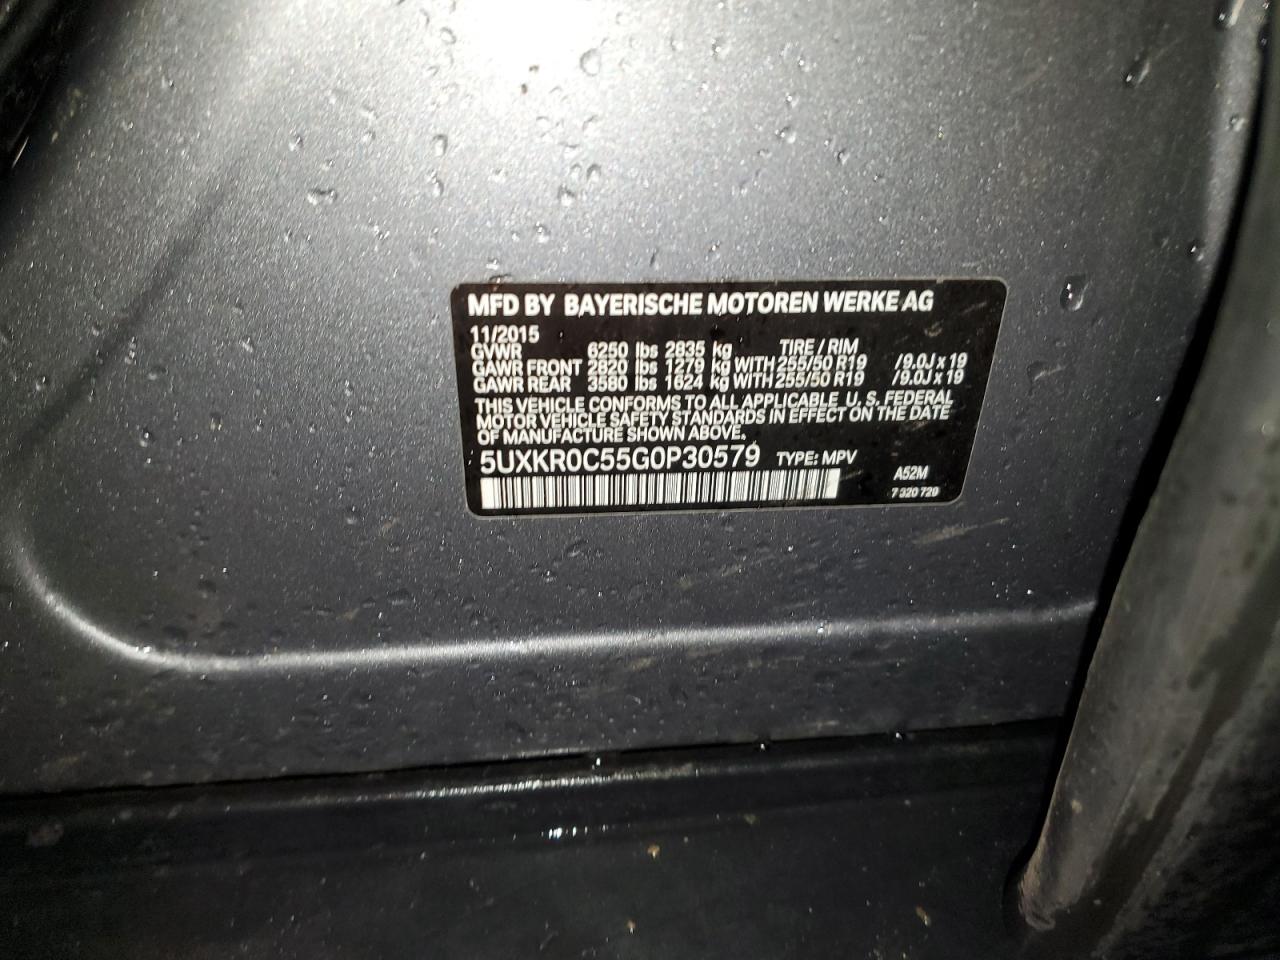 MFD BY BAYERISCHE MOTOREN WERKE AG
11/2015
GVWR 6250 lbs 2835 kg TIRE / RIM
GAWR FRONT 2820 lbs 1279 kg WITH 255/50 R19 /9.0J x 19
GAWR REAR 3580 lbs 1624 kg WITH 255/50 R19 /9.0J x 19
THIS VEHICLE CONFORMS TO ALL APPLICABLE U.S. FEDERAL
MOTOR VEHICLE SAFETY STANDARDS IN EFFECT ON THE DATE
OF MANUFACTURE SHOWN ABOVE.
5UXKR0C55G0P30579 TYPE: MPV
A52M
7 320 729